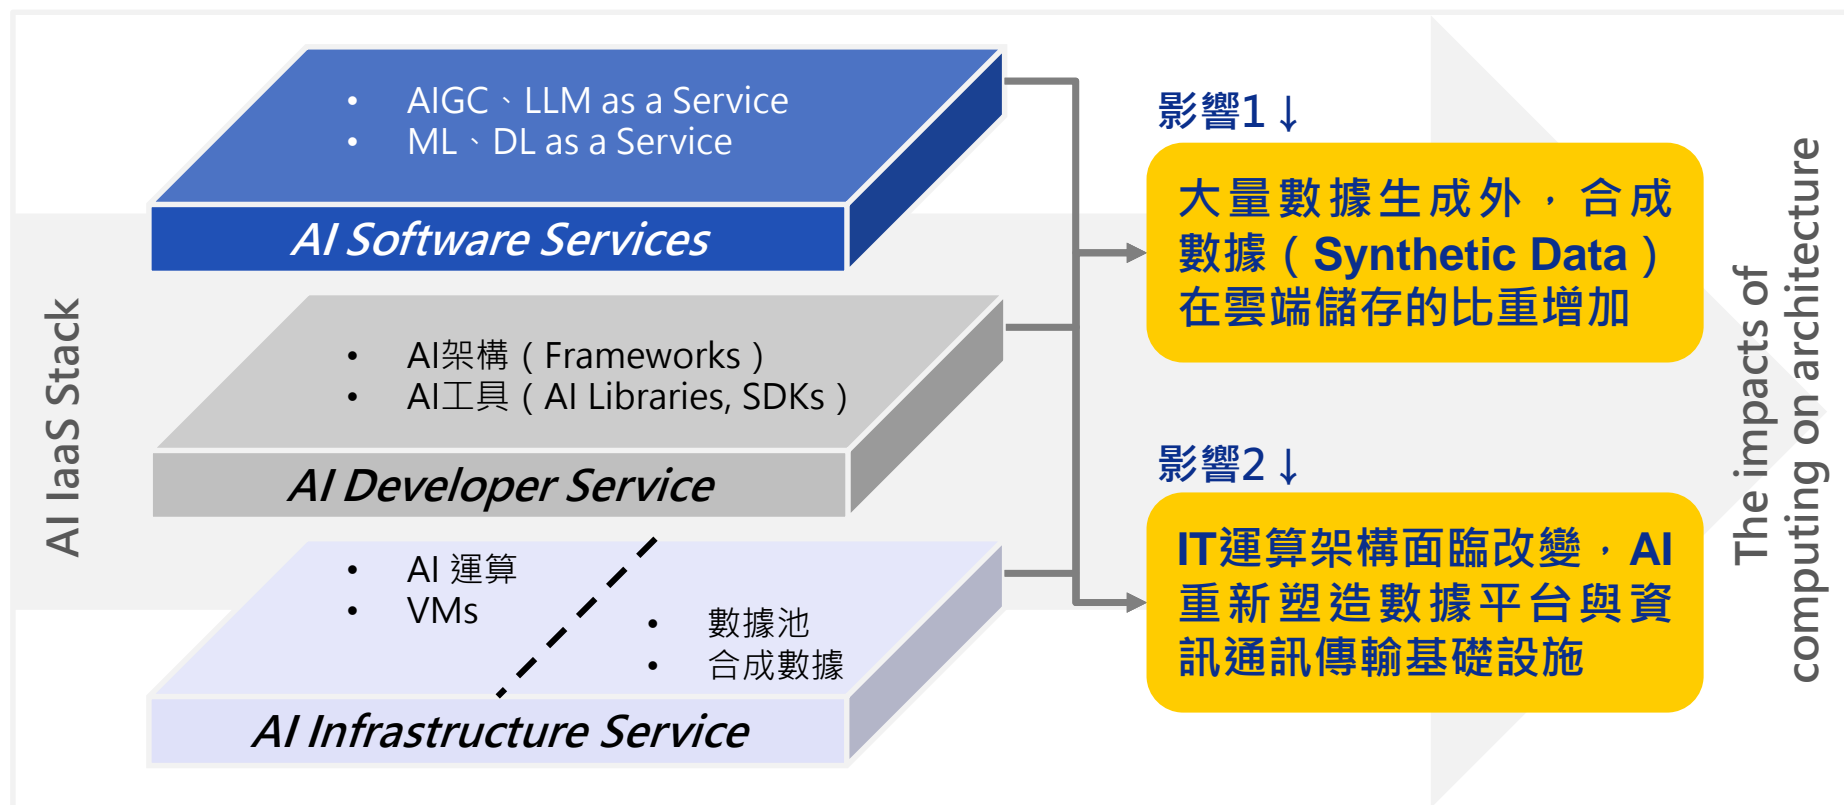 AI IaaS Stack
• AIGC、LLM as a Service
• ML、DL as a Service
AI Software Services
• AI架構（Frameworks）
• AI工具（AI Libraries, SDKs）
AI Developer Service
• AI 運算
• VMs
• 數據池
• 合成數據
AI Infrastructure Service
影響1↓
大量數據生成外，合成
數據（Synthetic Data）
在雲端儲存的比重增加
影響2↓
IT運算架構面臨改變，AI
重新塑造數據平台與資
訊通訊傳輸基礎設施
The impacts of
computing on architecture